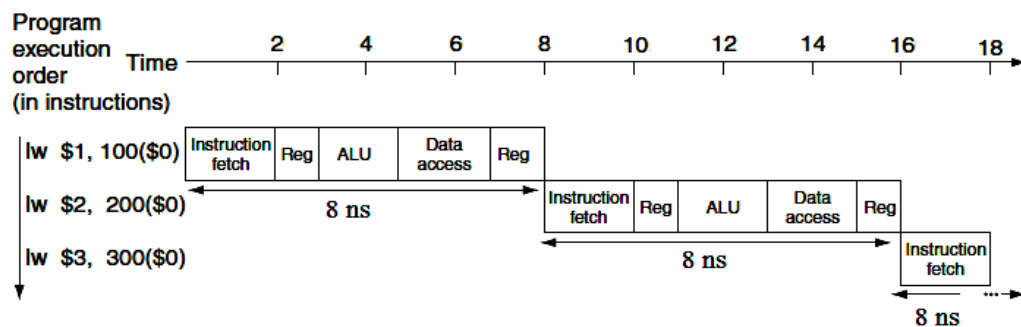 Program
execution
order
(in instructions)
Time
2 4 6 8 10 12 14 16 18
lw $1, 100($0)
Instruction
fetch
Reg
ALU
Data
access
Reg
8 ns
lw $2, 200($0)
Instruction
fetch
Reg
ALU
Data
access
Reg
8 ns
lw $3, 300($0)
Instruction
fetch
...
8 ns